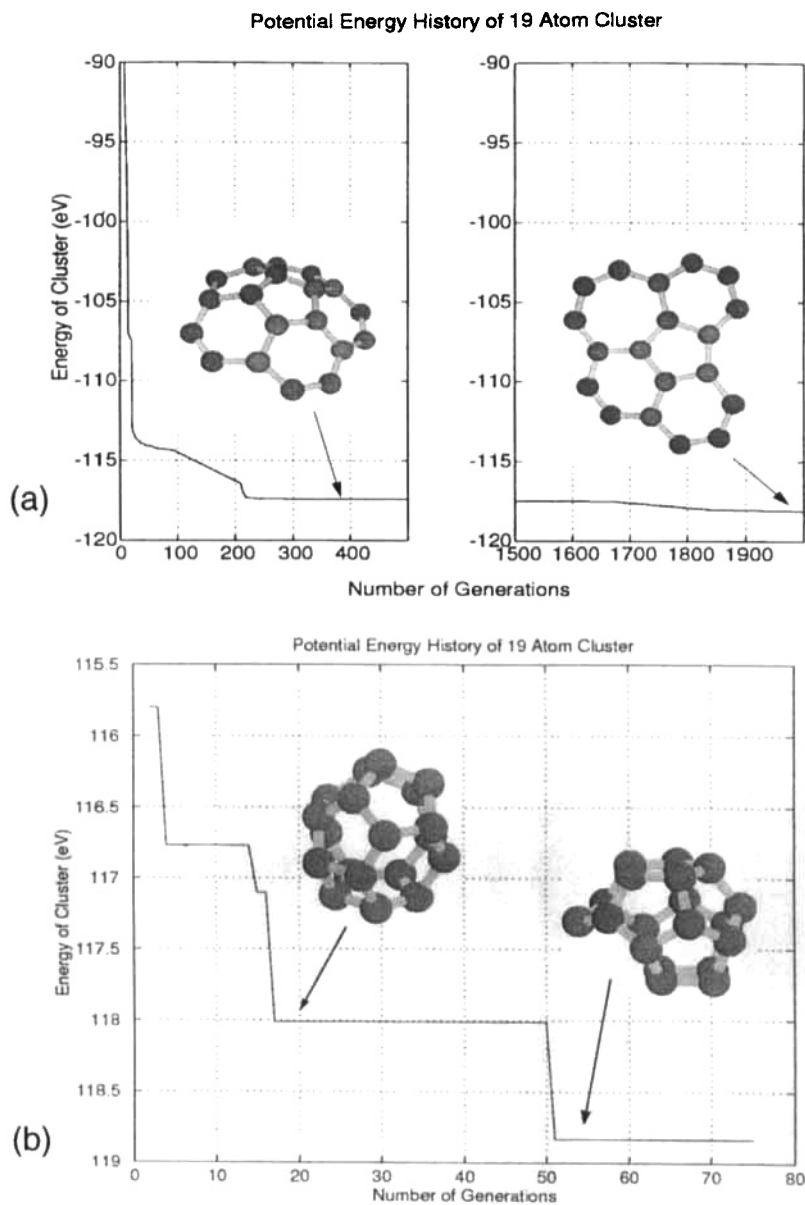 Potential Energy History of 19 Atom Cluster
-90
-95
-100
-105
-110
-115
-120
Energy of Cluster (eV)
0 100 200 300 400
-90
-95
-100
-105
-110
-115
-120
1500 1600 1700 1800 1900
(a)
Number of Generations
Potential Energy History of 19 Atom Cluster
115.5
116
116.5
117
117.5
118
118.5
119
Energy of Cluster (eV)
0 10 20 30 40 50 60 70 80
(b)
Number of Generations